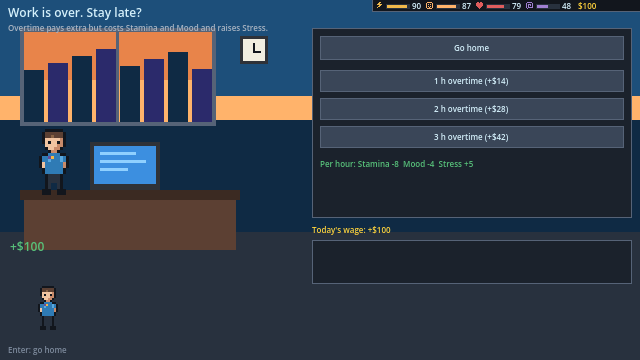 Work is over. Stay late?
90 87 79 48 $100
Overtime pays extra but costs Stamina and Mood and raises Stress.
Go home
1 h overtime (+$14)
2 h overtime (+$28)
3 h overtime (+$42)
Per hour: Stamina -8 Mood -4 Stress +5
Today's wage: +$100
+$100
Enter: go home